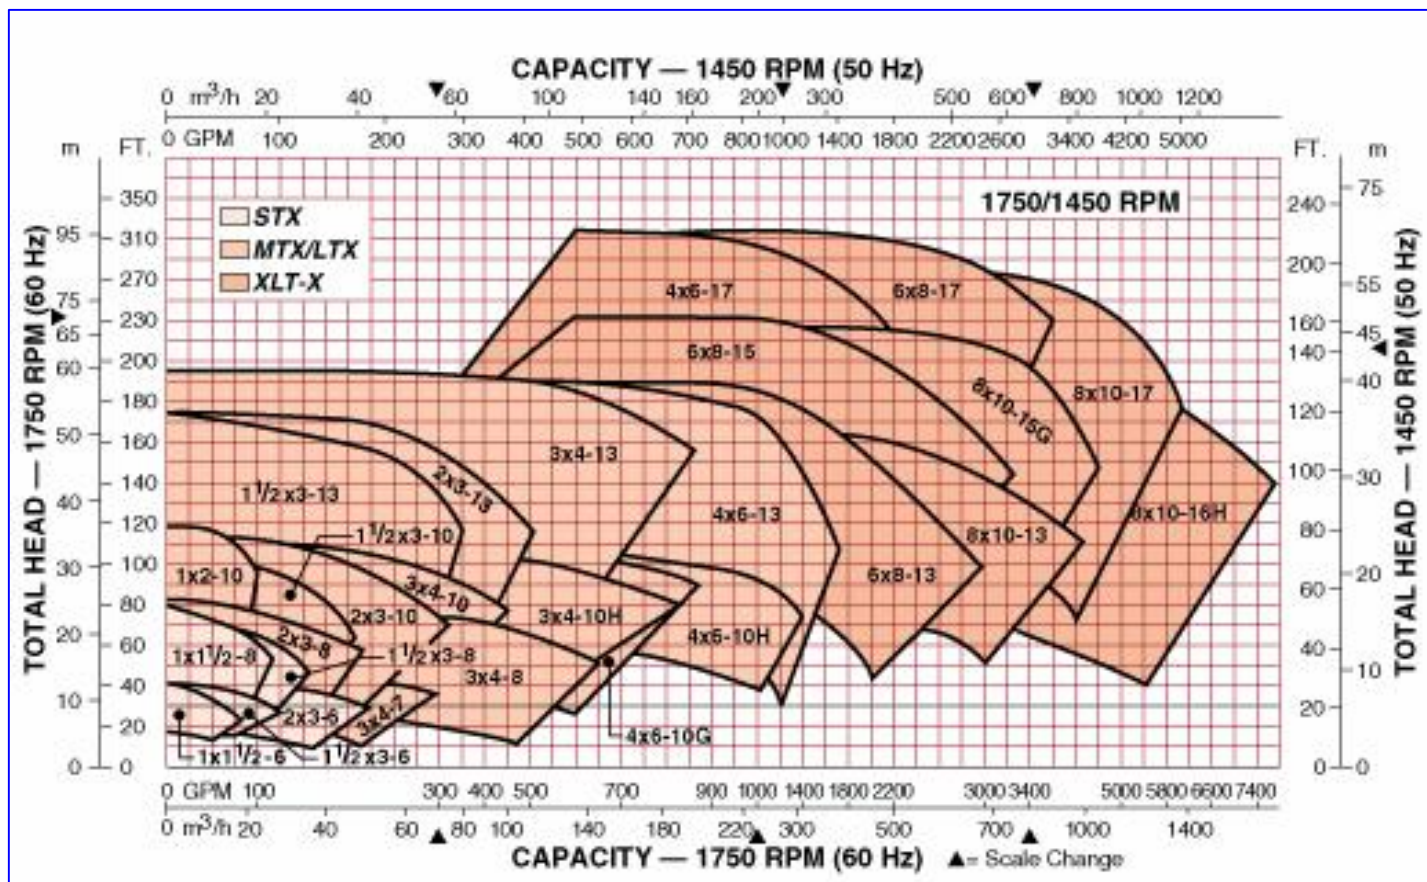 CAPACITY — 1450 RPM (50 Hz)
0 m³/h 20 40 60 100 140 160 200 300 500 600 800 1000 1200
0 GPM 100 200 300 400 500 600 700 800 1000 1400 1800 2200 2600 3400 4200 5000
m FT. FT. m
1750/1450 RPM
STX
MTX/LTX
XLT-X
TOTAL HEAD — 1750 RPM (60 Hz)
95
75
65
60
50
40
30
20
10
0
350
310
270
230
200
180
160
140
120
100
80
60
40
20
0
4x6-17
6x8-17
6x8-15
8x10-17
8x10-15G
3x4-13
2x3-13
1 1/2x3-13
1 1/2x3-10
4x6-13
8x10-16H
8x10-13
1x2-10
3x4-10
6x8-13
2x3-10
3x4-10H
4x6-10H
2x3-8
1x1 1/2-8
1 1/2x3-8
3x4-8
2x3-6
3x4-7
4x6-10G
1x1 1/2-6
1 1/2x3-6
240
200
160
140
120
100
80
60
40
20
0
75
55
45
40
30
20
10
0
TOTAL HEAD — 1450 RPM (50 Hz)
0 GPM 100 300 400 500 700 900 1000 1400 1800 2200 3000 3400 5000 5800 6600 7400
0 m³/h 20 40 60 80 100 140 180 220 300 500 700 1000 1400
CAPACITY — 1750 RPM (60 Hz) ▲= Scale Change